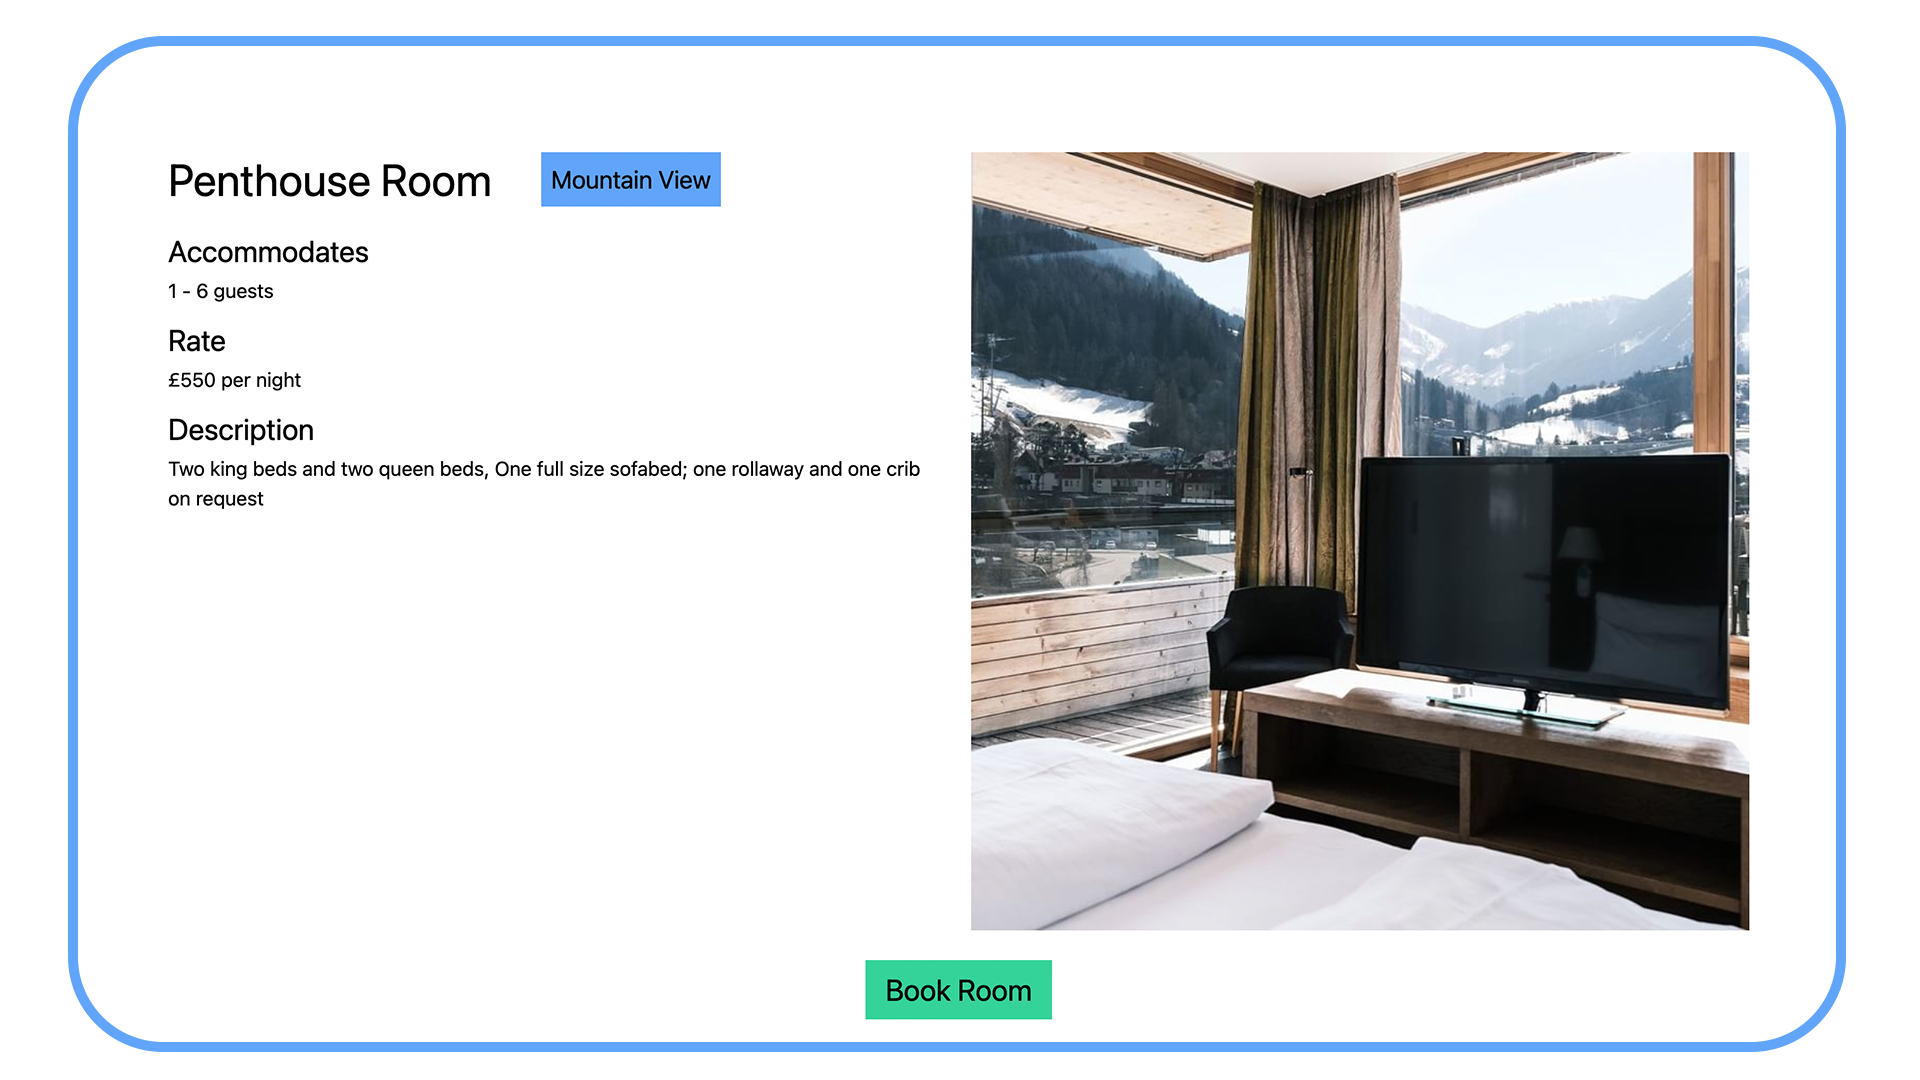 Penthouse Room
Mountain View
Accommodates
1 - 6 guests
Rate
£550 per night
Description
Two king beds and two queen beds, One full size sofabed; one rollaway and one crib
on request
Book Room